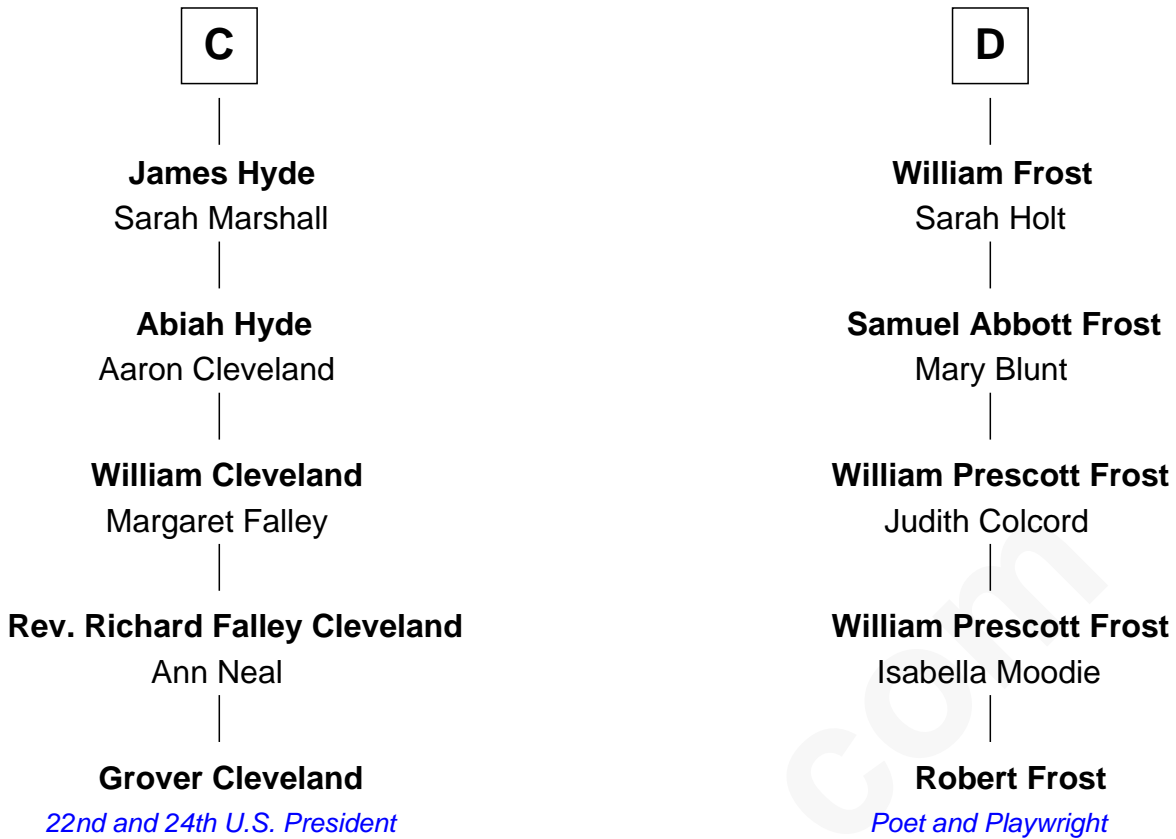 C
James Hyde
Sarah Marshall
Abiah Hyde
Aaron Cleveland
William Cleveland
Margaret Falley
Rev. Richard Falley Cleveland
Ann Neal
Grover Cleveland
22nd and 24th U.S. President
D
William Frost
Sarah Holt
Samuel Abbott Frost
Mary Blunt
William Prescott Frost
Judith Colcord
William Prescott Frost
Isabella Moodie
Robert Frost
Poet and Playwright
com